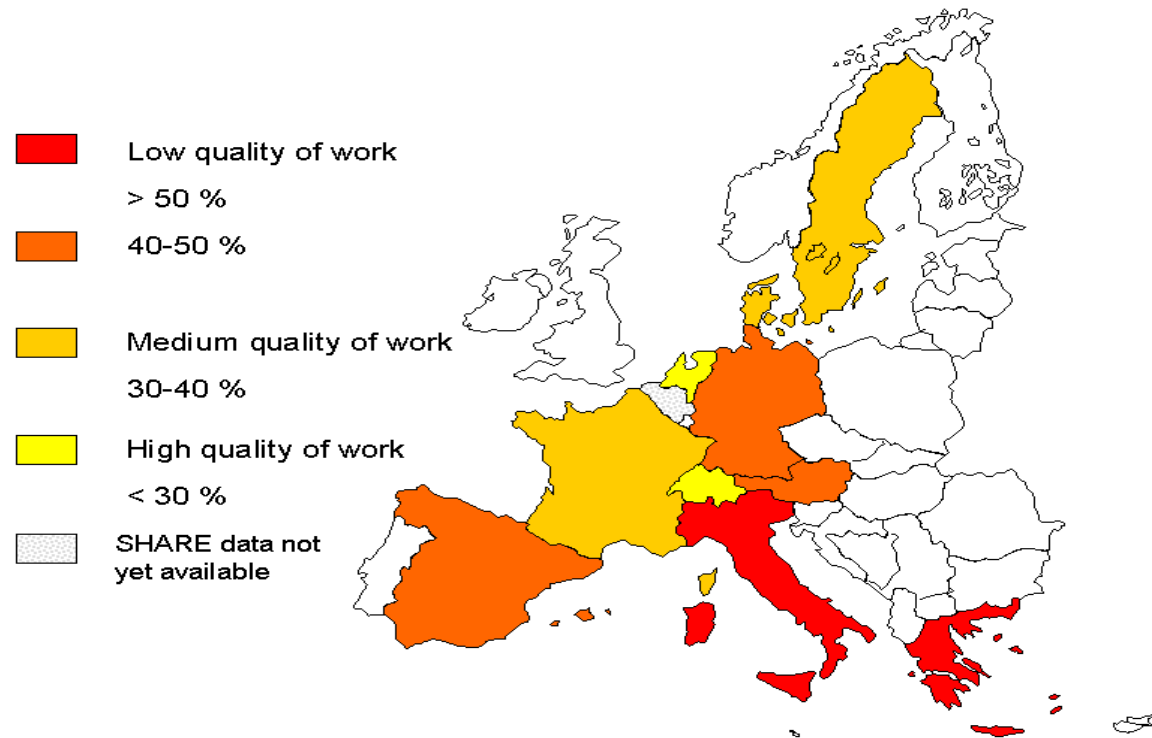 Low quality of work
> 50 %
40-50 %
Medium quality of work
30-40 %
High quality of work
< 30 %
SHARE data not
yet available